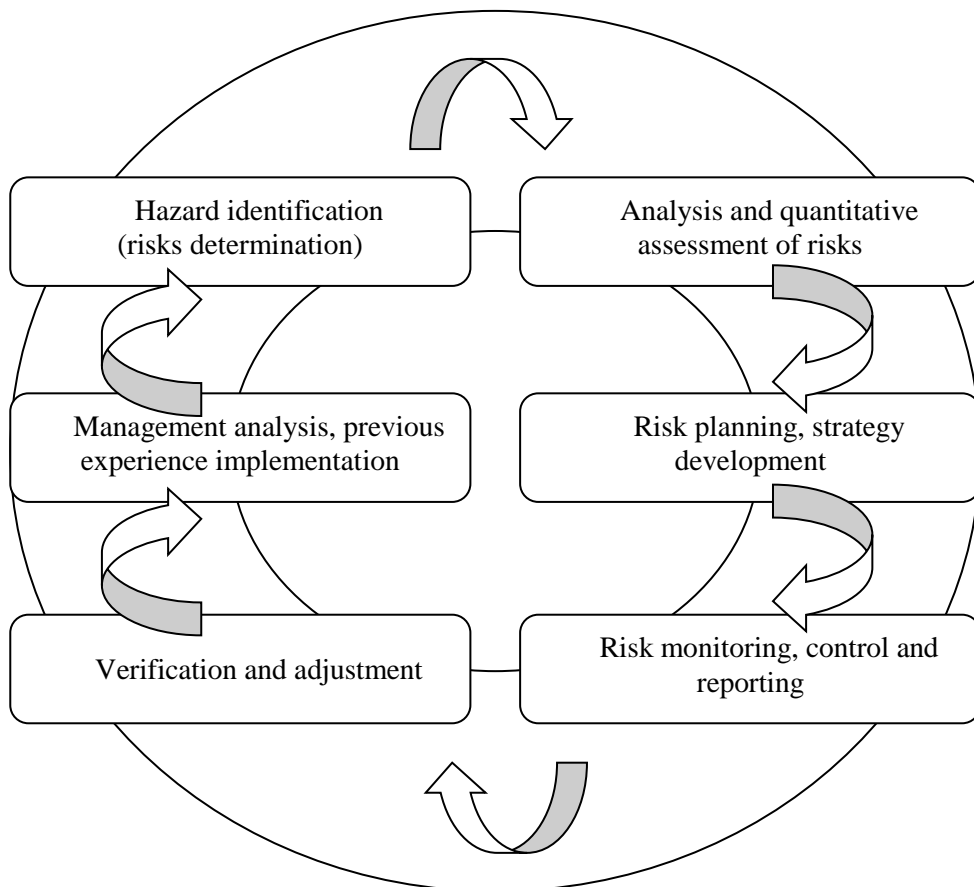 Hazard identification
(risks determination)
Analysis and quantitative
assessment of risks
Management analysis, previous
experience implementation
Risk planning, strategy
development
Verification and adjustment
Risk monitoring, control and
reporting